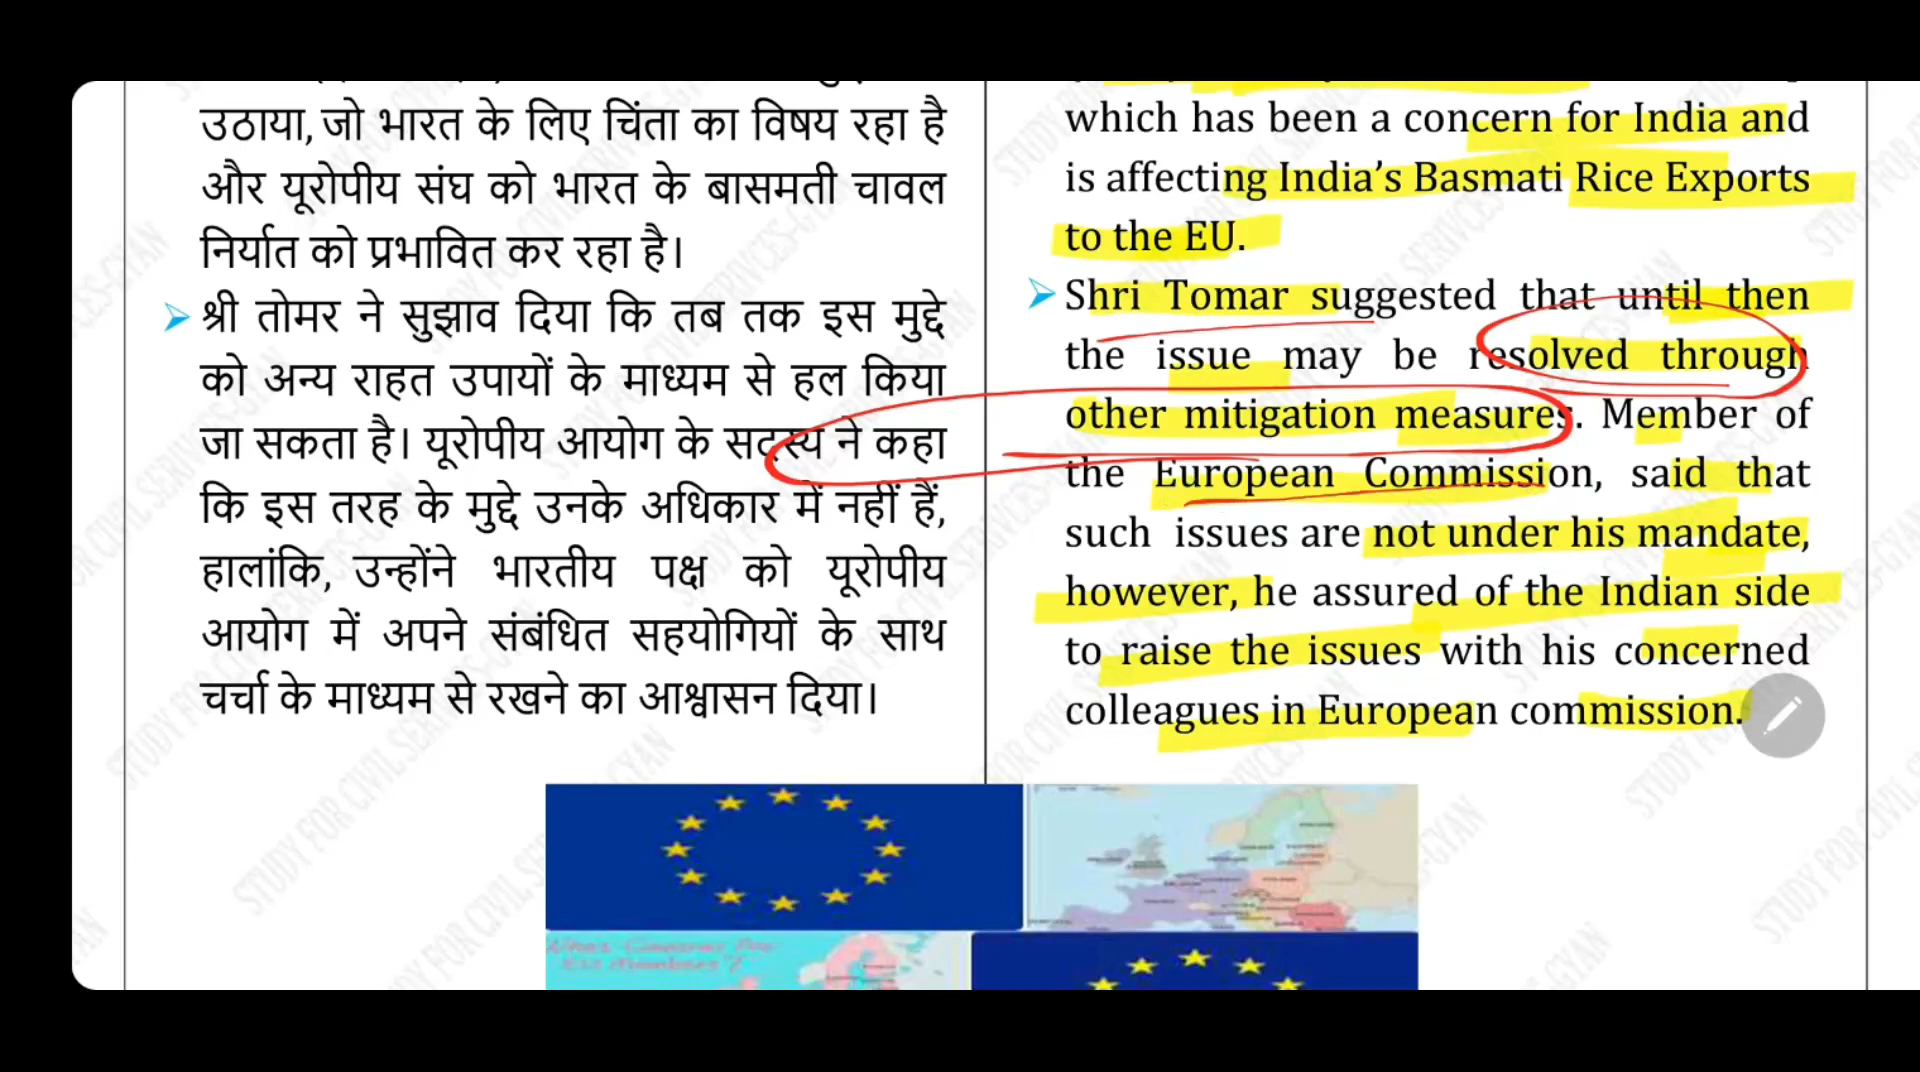 उठाया, जो भारत के लिए चिंता का विषय रहा है
और यूरोपीय संघ को भारत के बासमती चावल
निर्यात को प्रभावित कर रहा है।
श्री तोमर ने सुझाव दिया कि तब तक इस मुद्दे
को अन्य राहत उपायों के माध्यम से हल किया
जा सकता है। यूरोपीय आयोग के सदस्य ने कहा
कि इस तरह के मुद्दे उनके अधिकार में नहीं हैं,
हालांकि, उन्होंने भारतीय पक्ष को यूरोपीय
आयोग में अपने संबंधित सहयोगियों के साथ
चर्चा के माध्यम से रखने का आश्वासन दिया।
which has been a concern for India and
is affecting India's Basmati Rice Exports
to the EU.
Shri Tomar suggested that until then
the issue may be resolved through
other mitigation measures. Member of
the European Commission, said that
such issues are not under his mandate,
however, he assured of the Indian side
to raise the issues with his concerned
colleagues in European commission.
STUDY FOR CIVIL SERIVCES-GYAN